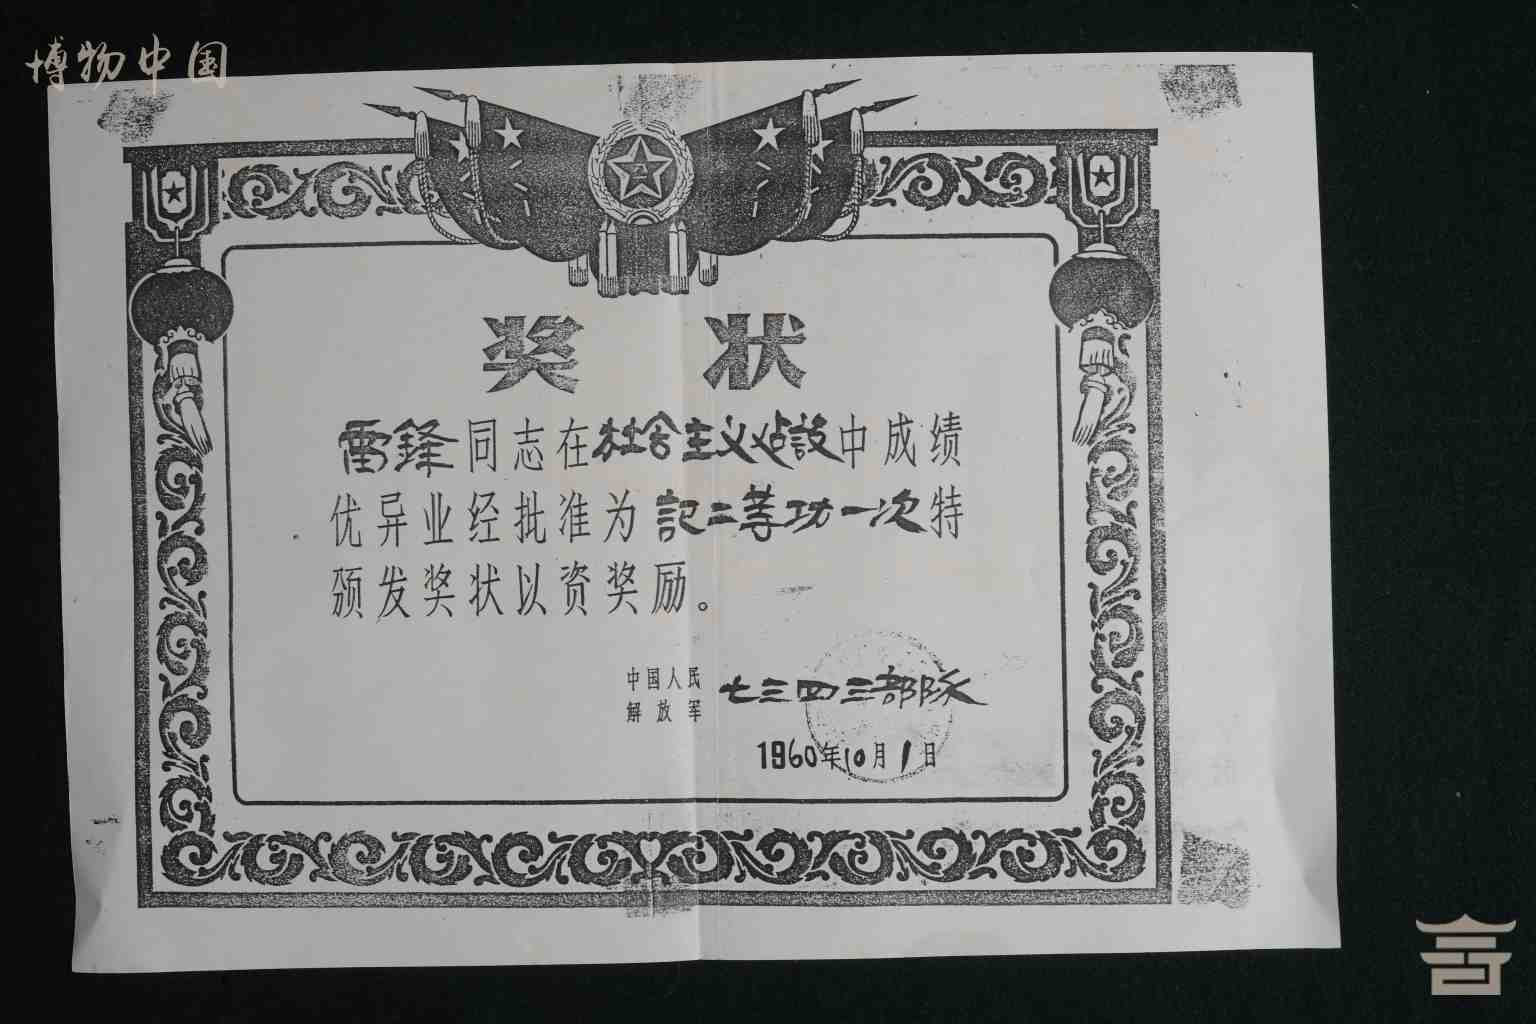 博物中国
奖 状
雷鋒同志在社会主义建設中成绩
优异业经批准为記二等功一次特
颁发奖状以资奖励。
中国人民
解放军
七三四三部队
1960年10月1日